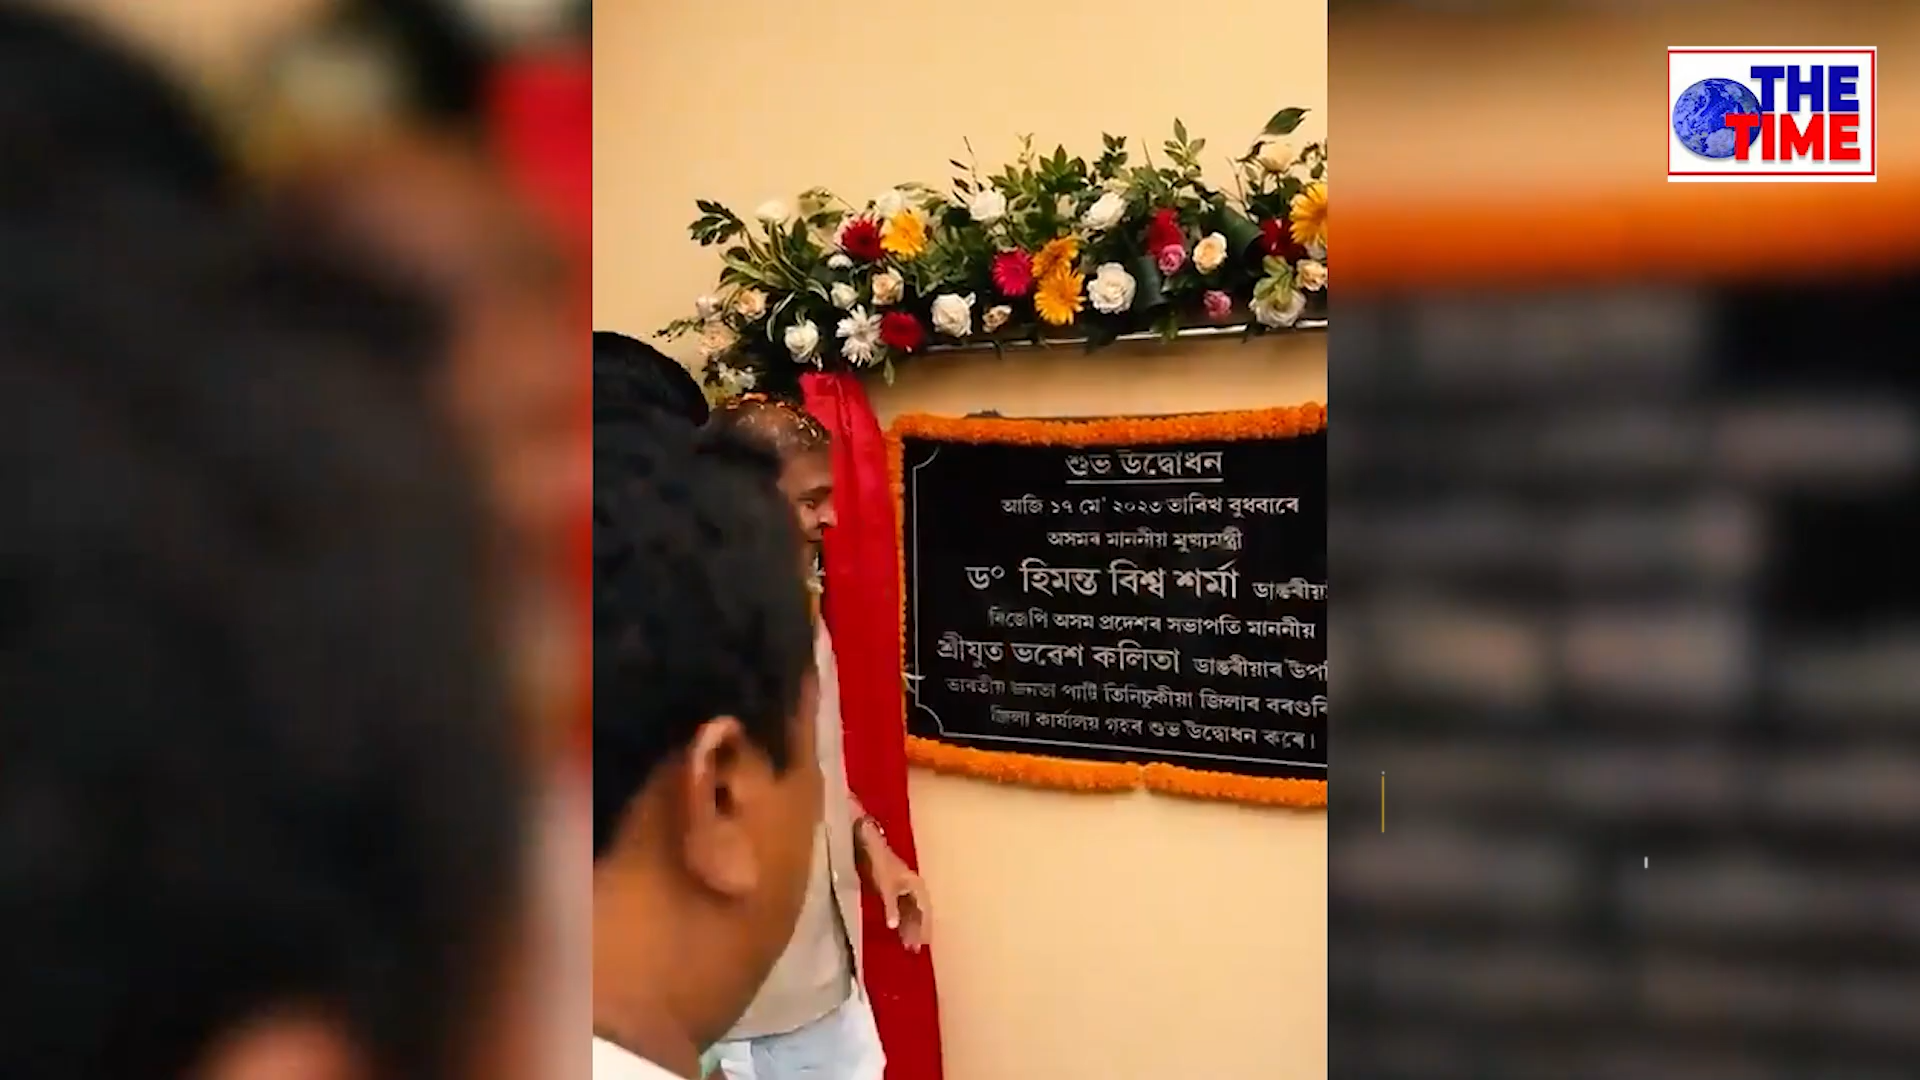 THE
TIME
শুভ উদ্বোধন
আজি ১৭ মে' ২০২৩ তাৰিখ বুধবাৰে
অসমৰ মাননীয় মুখ্যমন্ত্ৰী
ড° হিমন্ত বিশ্ব শৰ্মা
বিজেপি অসম প্ৰদেশৰ সভাপতি মাননীয়
শ্ৰীযুত ভৱেশ কলিতা ডাঙৰীয়াৰ
ভাৰতীয় জনতা পাৰ্টি তিনিচুকীয়া জিলাৰ
জিলা কাৰ্যালয় গৃহৰ শুভ উদ্বোধন কৰে।